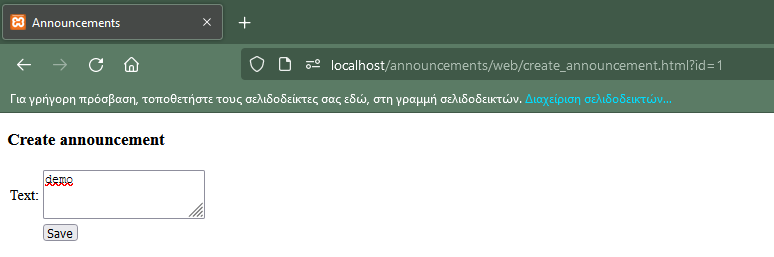 Announcements
localhost/announcements/web/create_announcement.html?id=1
Για γρήγορη πρόσβαση, τοποθετήστε τους σελιδοδείκτες σας εδώ, στη γραμμή σελιδοδεικτών. Διαχείριση σελιδοδεικτών...
Create announcement
Text: demo
Save